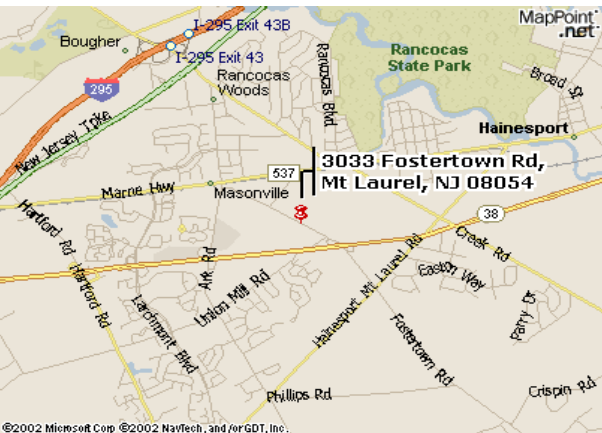 MapPoint
.net
I-295 Exit 43B
Bougher
I-295 Exit 43
Rancocas
State Park
Rancocas Blvd
Rancocas
Woods
Broad St
295
New Jersey Tpke
Hainesport
3033 Fostertown Rd,
Mt Laurel, NJ 08054
537
Marne Hwy
Masonville
38
Hartford Rd
Creek Rd
Ark Rd
Hartford Rd
Easton Way
Union Mill Rd
Hainesport Mt Laurel Rd
Larchmont Blvd
Parry Dr
Fostertown Rd
Phillips Rd
Crispin Rd
©2002 Microsoft Corp ©2002 NavTech, and/or GDT, Inc.